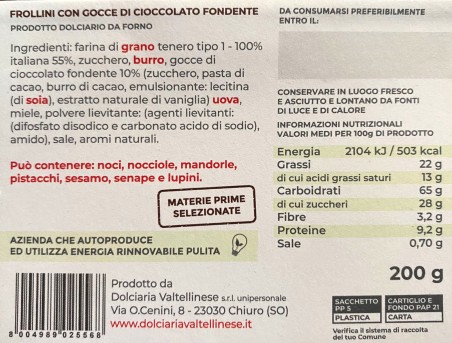 FROLLINI CON GOCCE DI CIOCCOLATO FONDENTE
PRODOTTO DOLCIARIO DA FORNO
Ingredienti: farina di grano tenero tipo 1 - 100%
italiana 55%, zucchero, burro, gocce di
cioccolato fondente 10% (zucchero, pasta di
cacao, burro di cacao, emulsionante: lecitina
(di soia), estratto naturale di vaniglia) uova,
miele, polvere lievitante: (agenti lievitanti:
(difosfato disodico e carbonato acido di sodio),
amido), sale, aromi naturali.
Può contenere: noci, nocciole, mandorle,
pistacchi, sesamo, senape e lupini.
MATERIE PRIME
SELEZIONATE
AZIENDA CHE AUTOPRODUCE
ED UTILIZZA ENERGIA RINNOVABILE PULITA
8 004989 025568
Prodotto da
Dolciaria Valtellinese s.r.l. unipersonale
Via O.Cenini, 8 - 23030 Chiuro (SO)
www.dolciariavaltellinese.it
DA CONSUMARSI PREFERIBILMENTE
ENTRO IL:
CONSERVARE IN LUOGO FRESCO
E ASCIUTTO E LONTANO DA FONTI
DI LUCE E DI CALORE
INFORMAZIONI NUTRIZIONALI
VALORI MEDI PER 100g DI PRODOTTO
Energia 2104 kJ / 503 kcal
Grassi 22 g
di cui acidi grassi saturi 13 g
Carboidrati 65 g
di cui zuccheri 28 g
Fibre 3,2 g
Proteine 9,2 g
Sale 0,70 g
200 g
SACCHETTO
PP 5
PLASTICA
CARTIGLIO E
FONDO PAP 21
CARTA
Verifica il sistema di raccolta
del tuo Comune